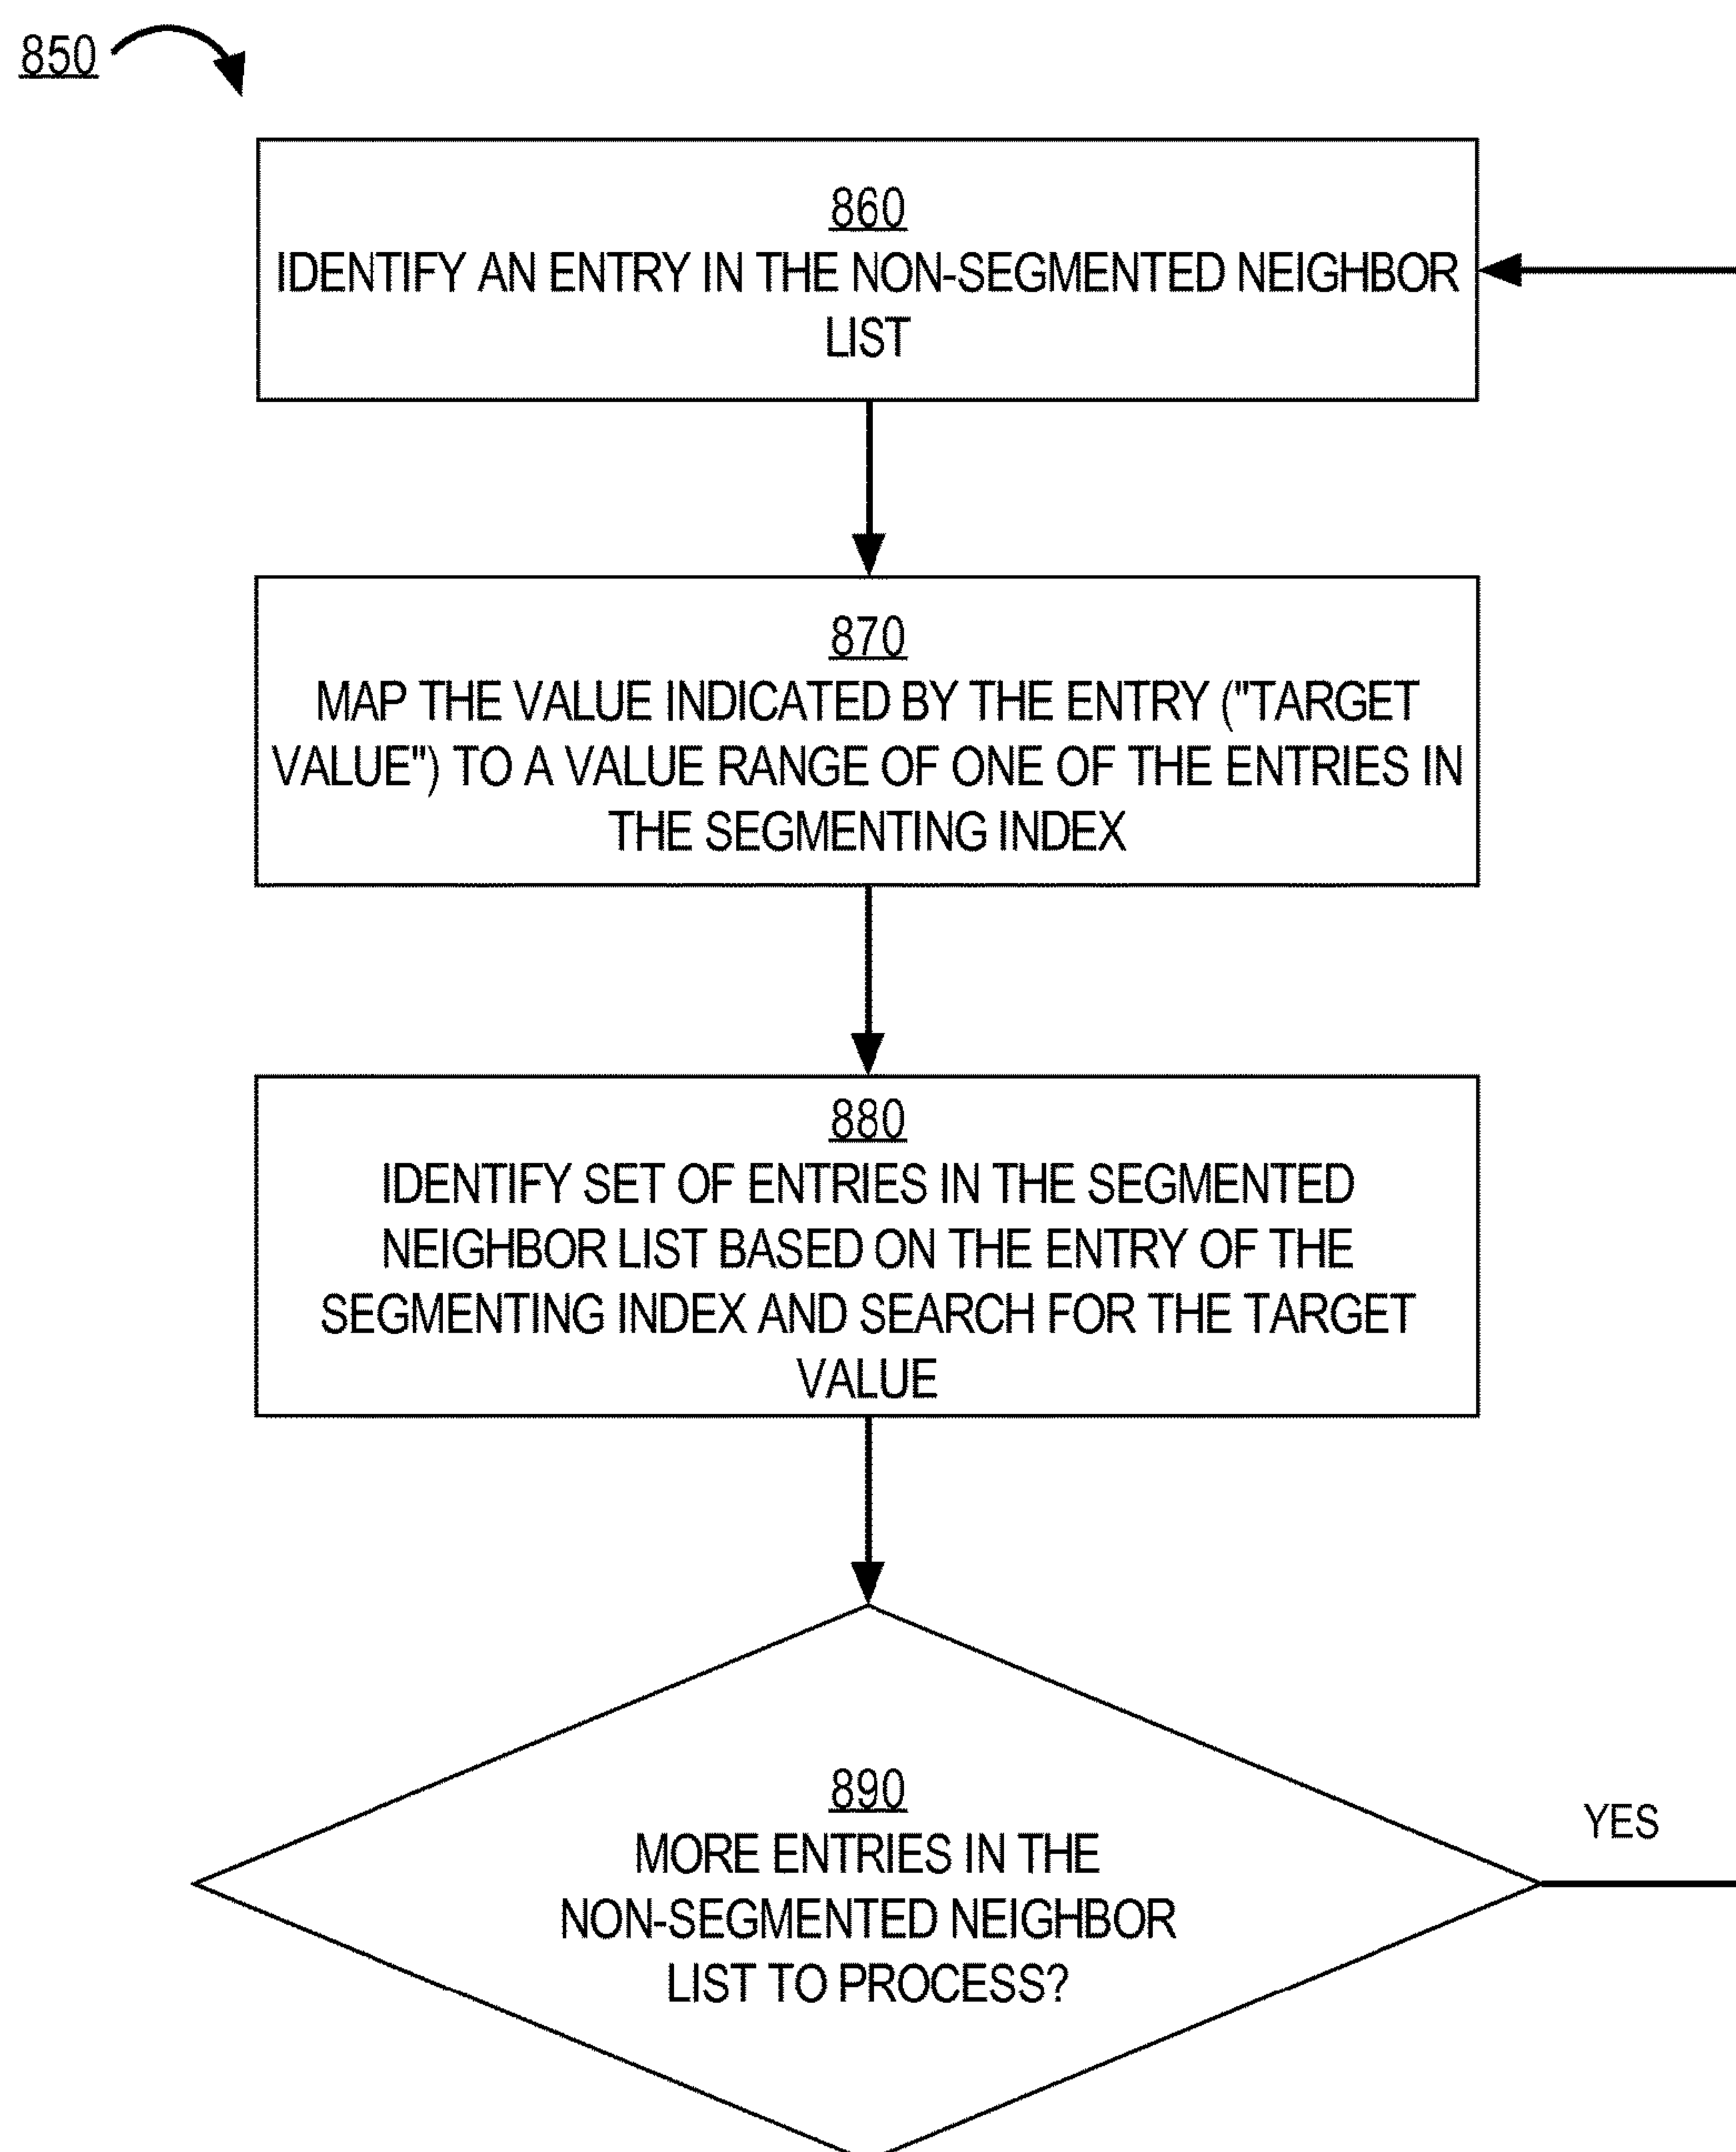 850
860
IDENTIFY AN ENTRY IN THE NON-SEGMENTED NEIGHBOR
LIST
870
MAP THE VALUE INDICATED BY THE ENTRY ("TARGET
VALUE") TO A VALUE RANGE OF ONE OF THE ENTRIES IN
THE SEGMENTING INDEX
880
IDENTIFY SET OF ENTRIES IN THE SEGMENTED
NEIGHBOR LIST BASED ON THE ENTRY OF THE
SEGMENTING INDEX AND SEARCH FOR THE TARGET
VALUE
890
MORE ENTRIES IN THE
NON-SEGMENTED NEIGHBOR
LIST TO PROCESS?
YES